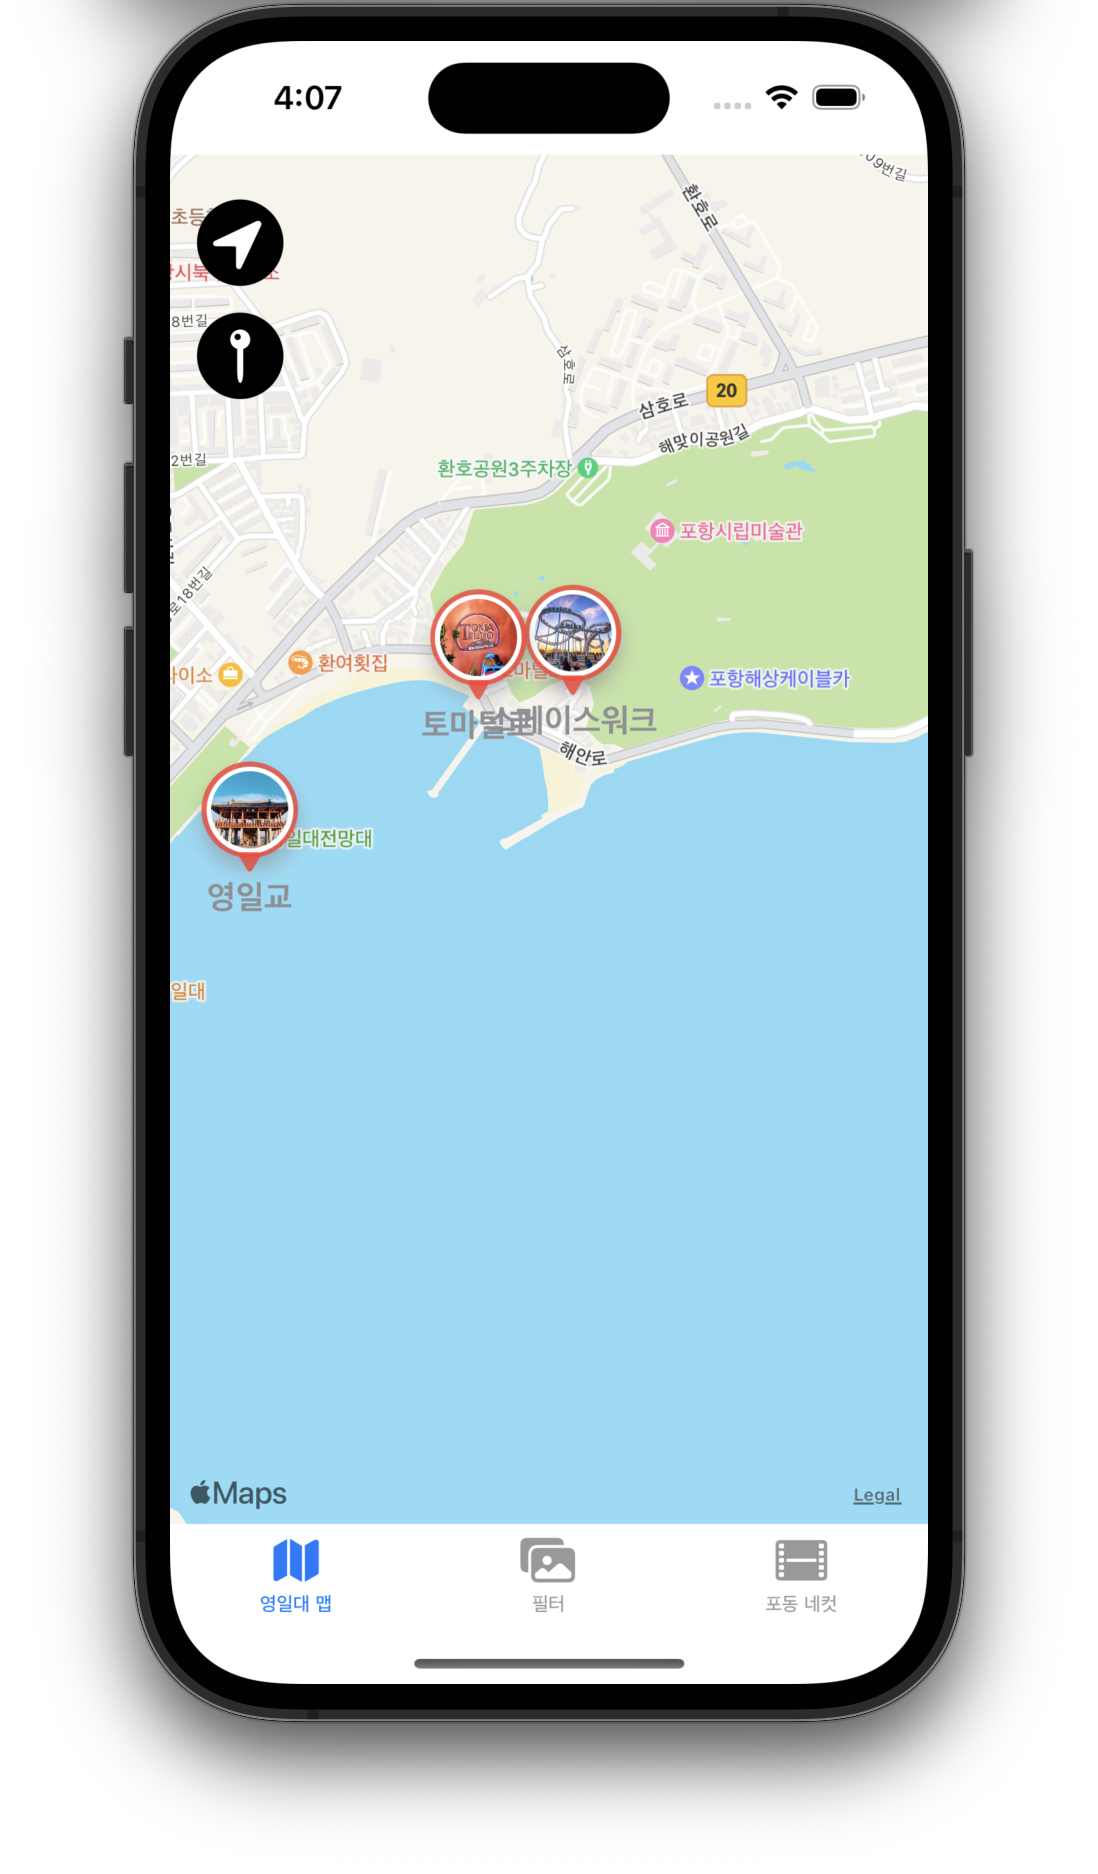 4:07
09번길
환호로
초등
항시북
소
8번길
삼호로
20
삼호로
해맞이공원길
2번길
환호공원3주차장
포항시립미술관
로18번길
환여횟집
이소
마틸
포항해상케이블카
토마틸로
스페이스워크
해안로
일대전망대
영일교
일대
Maps
Legal
영일대 맵
필터
포동 네컷